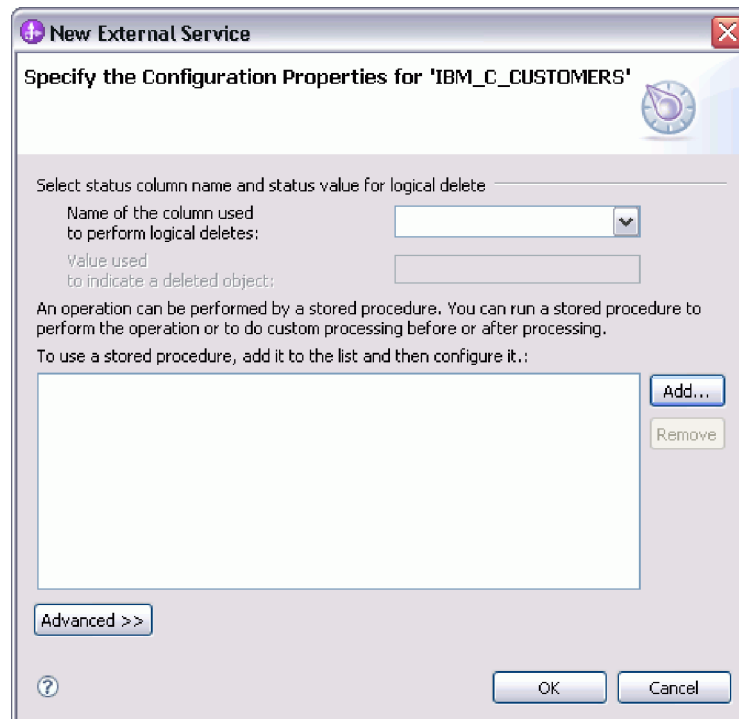 New External Service
Specify the Configuration Properties for 'IBM_C_CUSTOMERS'
Select status column name and status value for logical delete
Name of the column used
to perform logical deletes:
Value used
to indicate a deleted object:
An operation can be performed by a stored procedure. You can run a stored procedure to
perform the operation or to do custom processing before or after processing.
To use a stored procedure, add it to the list and then configure it.:
Add...
Remove
Advanced >>
?
OK
Cancel